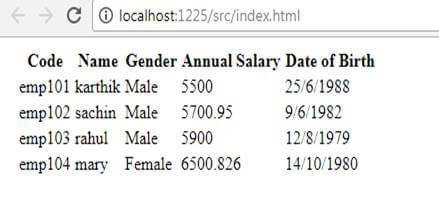 localhost:1225/src/index.html
Code Name Gender Annual Salary Date of Birth
emp101 karthik Male 5500 25/6/1988
emp102 sachin Male 5700.95 9/6/1982
emp103 rahul Male 5900 12/8/1979
emp104 mary Female 6500.826 14/10/1980